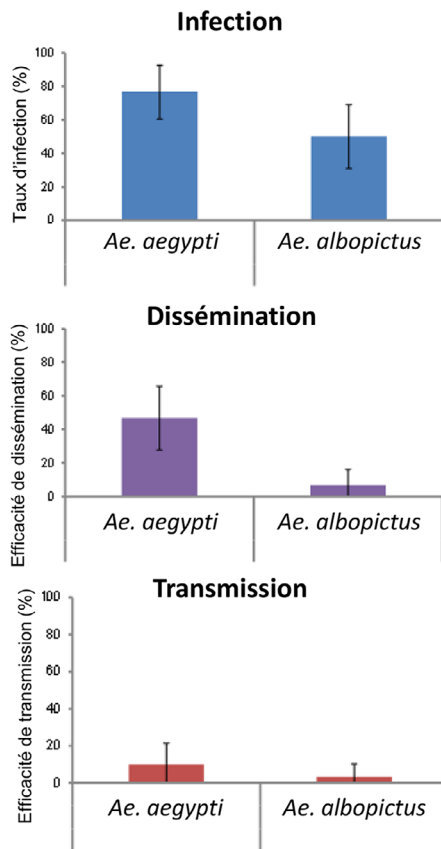 Infection
Taux d'infection (%)
100
80
60
40
20
0
Ae. aegypti
Ae. albopictus
Dissémination
Efficacité de dissémination (%)
100
80
60
40
20
0
Ae. aegypti
Ae. albopictus
Transmission
Efficacité de transmission (%)
100
80
60
40
20
0
Ae. aegypti
Ae. albopictus